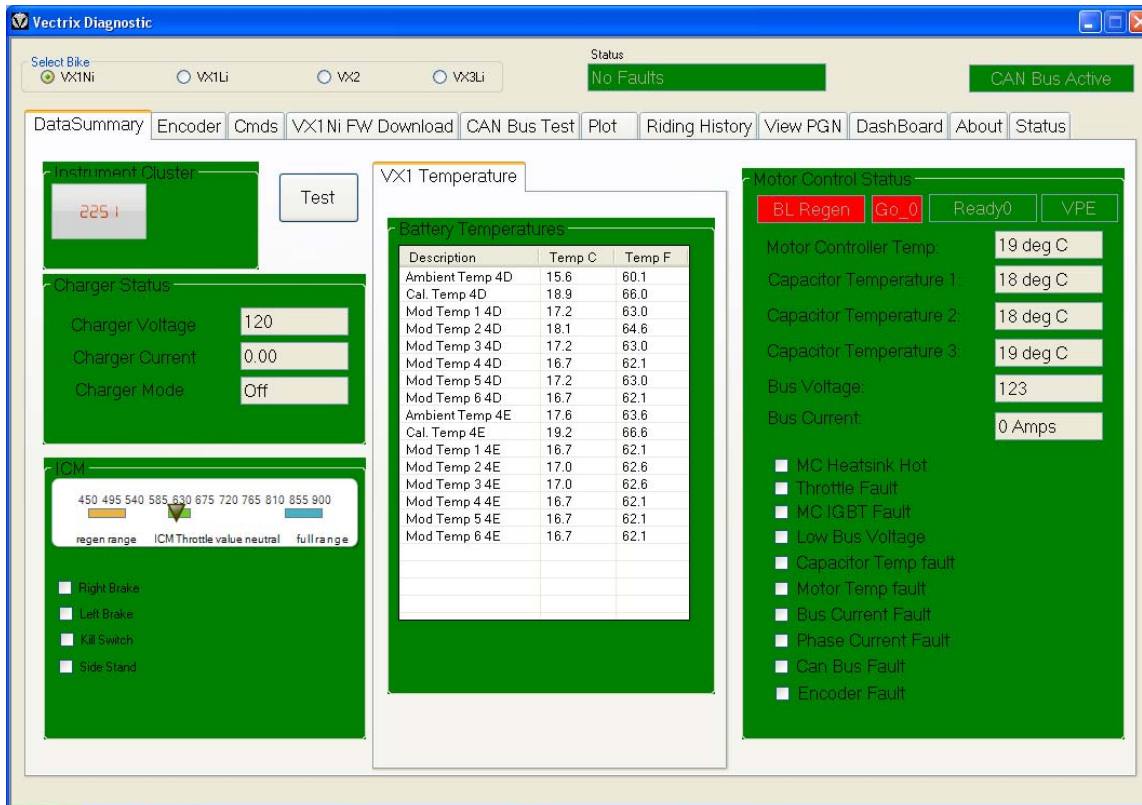 Vectrix Diagnostic
Select Bike
VX1Ni VX1Li VX2 VX3Li
Status
No Faults
CAN Bus Active
DataSummary Encoder Cmds VX1Ni FW Download CAN Bus Test Plot Riding History View PGN DashBoard About Status
Instrument Cluster
2251
Test
Charger Status
Charger Voltage 120
Charger Current 0.00
Charger Mode Off
ICM
450 495 540 585 630 675 720 765 810 855 900
regen range ICM Throttle value neutral full range
Right Brake
Left Brake
Kill Switch
Side Stand
VX1 Temperature
Battery Temperatures
Description Temp C Temp F
Ambient Temp 4D 15.6 60.1
Cal. Temp 4D 18.9 66.0
Mod Temp 1 4D 17.2 63.0
Mod Temp 2 4D 18.1 64.6
Mod Temp 3 4D 17.2 63.0
Mod Temp 4 4D 16.7 62.1
Mod Temp 5 4D 17.2 63.0
Mod Temp 6 4D 16.7 62.1
Ambient Temp 4E 17.6 63.6
Cal. Temp 4E 19.2 66.6
Mod Temp 1 4E 16.7 62.1
Mod Temp 2 4E 17.0 62.6
Mod Temp 3 4E 17.0 62.6
Mod Temp 4 4E 16.7 62.1
Mod Temp 5 4E 16.7 62.1
Mod Temp 6 4E 16.7 62.1
Motor Control Status
BL Regen Go_0 Ready0 VPE
Motor Controller Temp: 19 deg C
Capacitor Temperature 1: 18 deg C
Capacitor Temperature 2: 18 deg C
Capacitor Temperature 3: 19 deg C
Bus Voltage: 123
Bus Current: 0 Amps
MC Heatsink Hot
Throttle Fault
MC IGBT Fault
Low Bus Voltage
Capacitor Temp fault
Motor Temp fault
Bus Current Fault
Phase Current Fault
Can Bus Fault
Encoder Fault